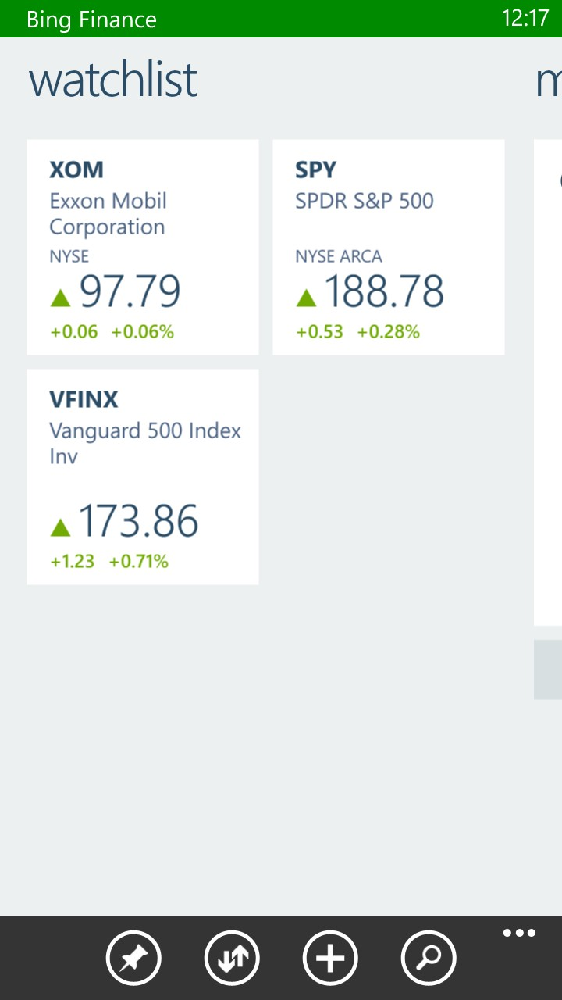 Bing Finance 12:17
watchlist m
XOM
Exxon Mobil
Corporation
NYSE
97.79
+0.06 +0.06%
SPY
SPDR S&P 500
NYSE ARCA
188.78
+0.53 +0.28%
VFINX
Vanguard 500 Index
Inv
173.86
+1.23 +0.71%